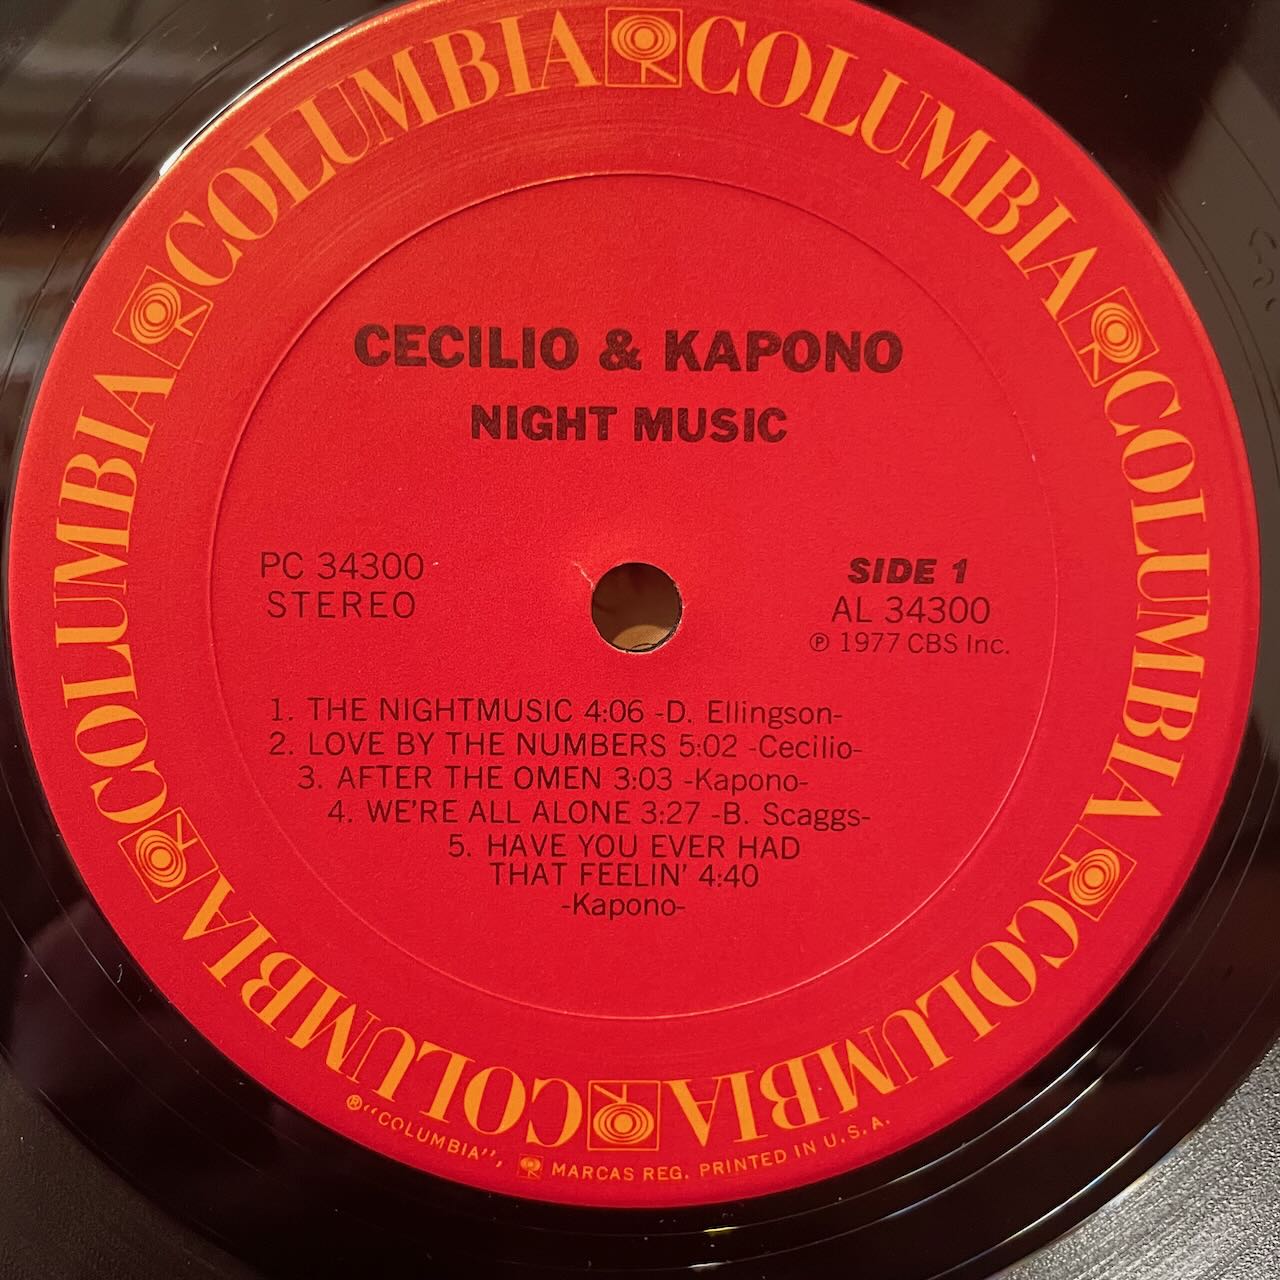 COLUMBIA COLUMBIA COLUMBIA COLUMBIA COLUMBIA COLUMBIA
CECILIO & KAPONO
NIGHT MUSIC
PC 34300
STEREO
SIDE 1
AL 34300
℗ 1977 CBS Inc.
1. THE NIGHTMUSIC 4:06 -D. Ellingson-
2. LOVE BY THE NUMBERS 5:02 -Cecilio-
3. AFTER THE OMEN 3:03 -Kapono-
4. WE'RE ALL ALONE 3:27 -B. Scaggs-
5. HAVE YOU EVER HAD
THAT FEELIN' 4:40
-Kapono-
®"COLUMBIA", MARCAS REG. PRINTED IN U.S.A.